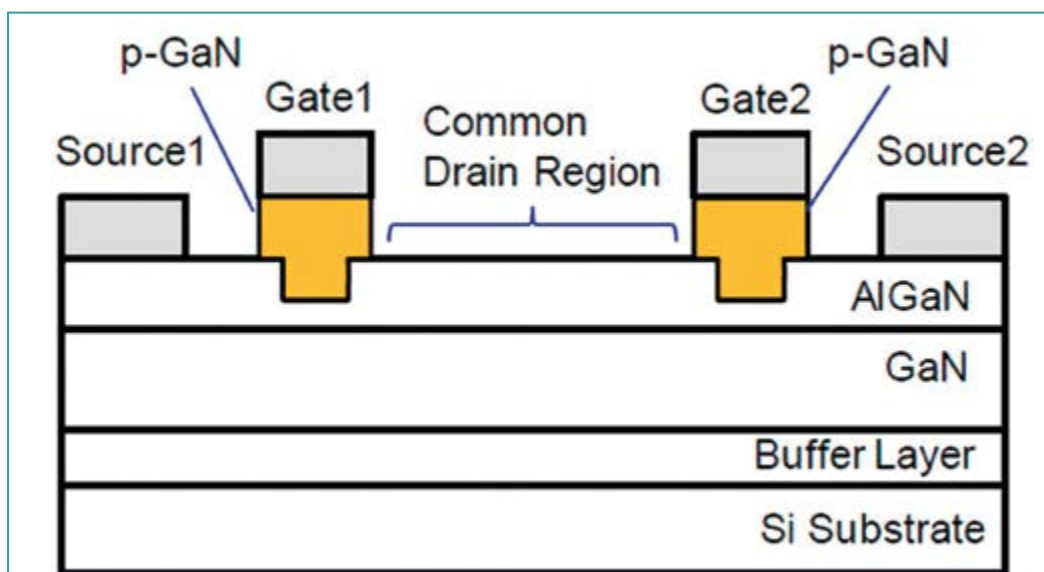 p-GaN
p-GaN
Gate1
Gate2
Common
Drain Region
Source1
Source2
AlGaN
GaN
Buffer Layer
Si Substrate